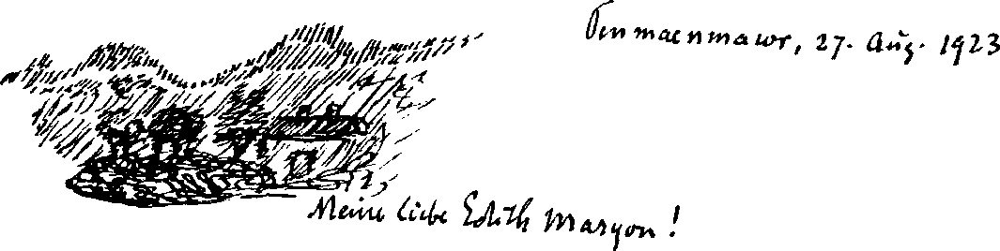 Penmaenmawr, 27. Aug. 1923
Meine liebe Edith Maryon!